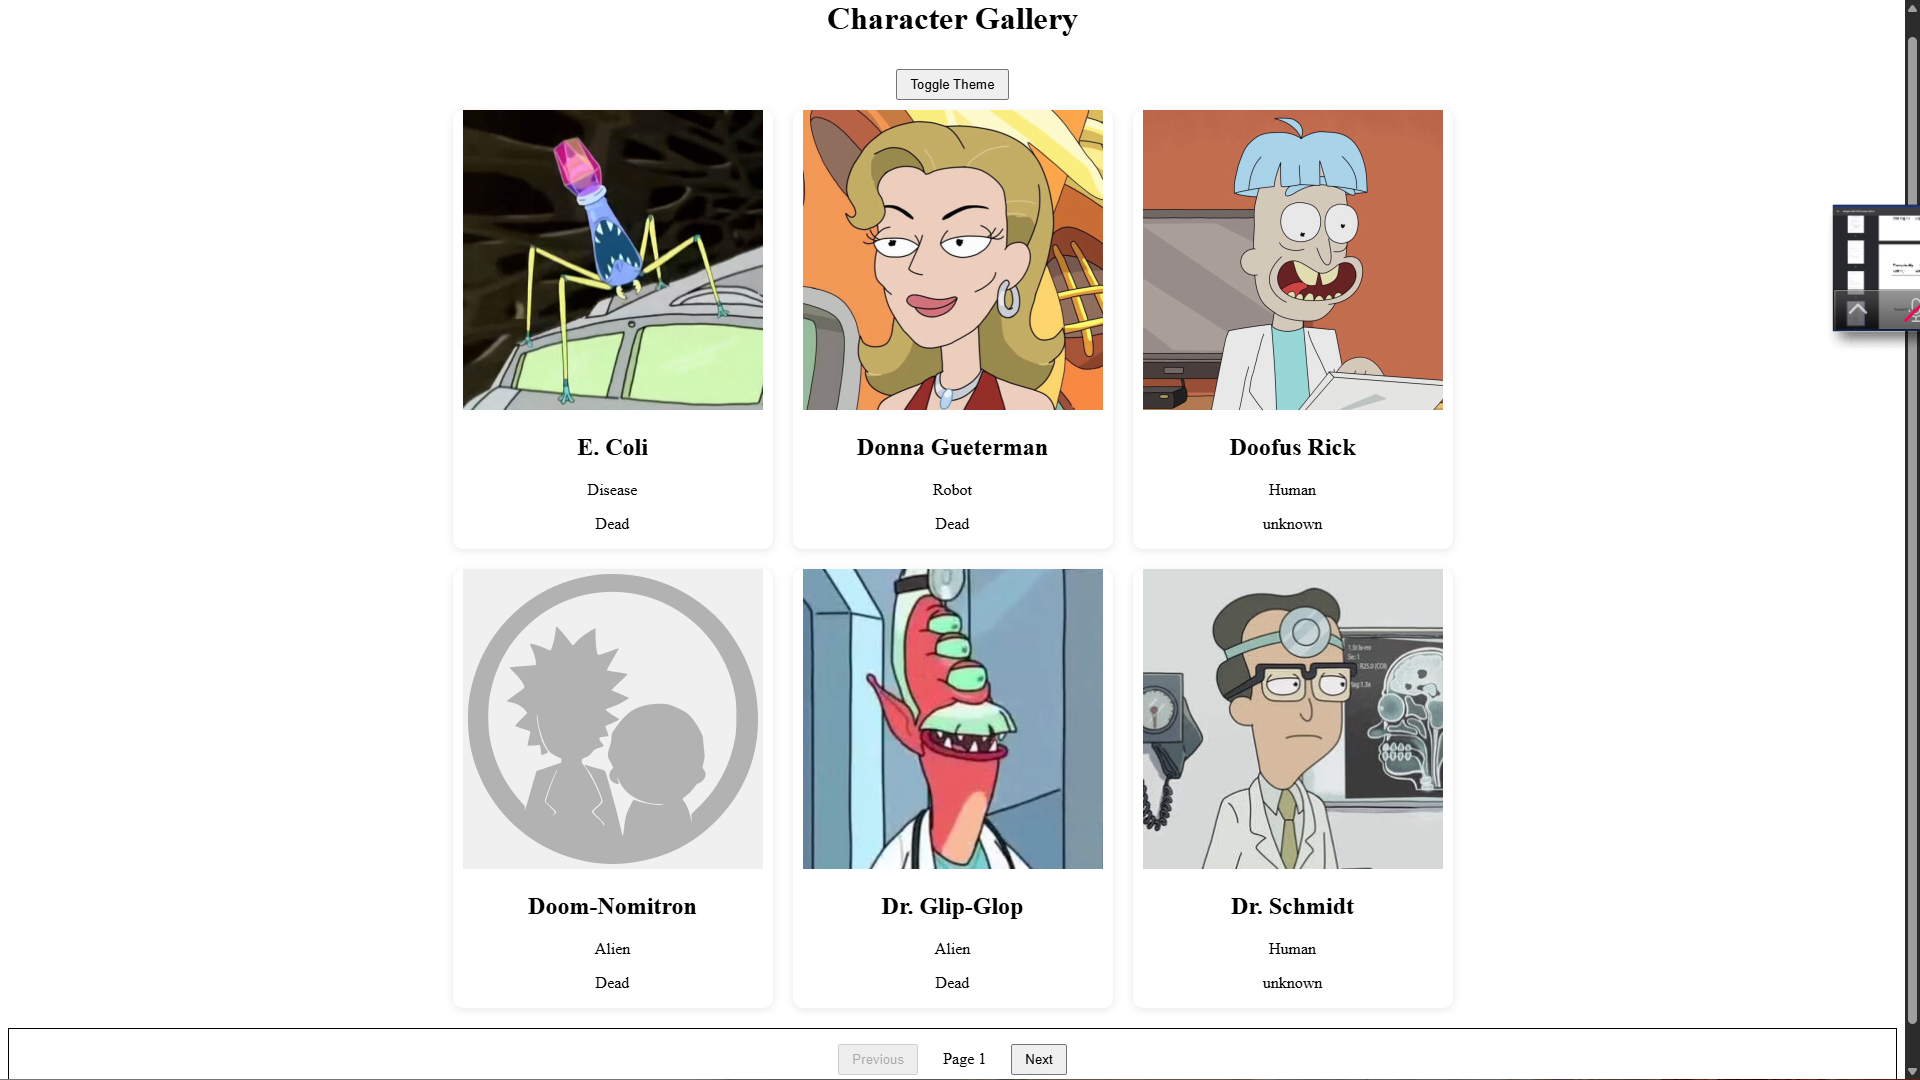 Character Gallery
Toggle Theme
E. Coli
Disease
Dead
Donna Gueterman
Robot
Dead
Doofus Rick
Human
unknown
Doom-Nomitron
Alien
Dead
Dr. Glip-Glop
Alien
Dead
Dr. Schmidt
Human
unknown
Previous
Page 1
Next